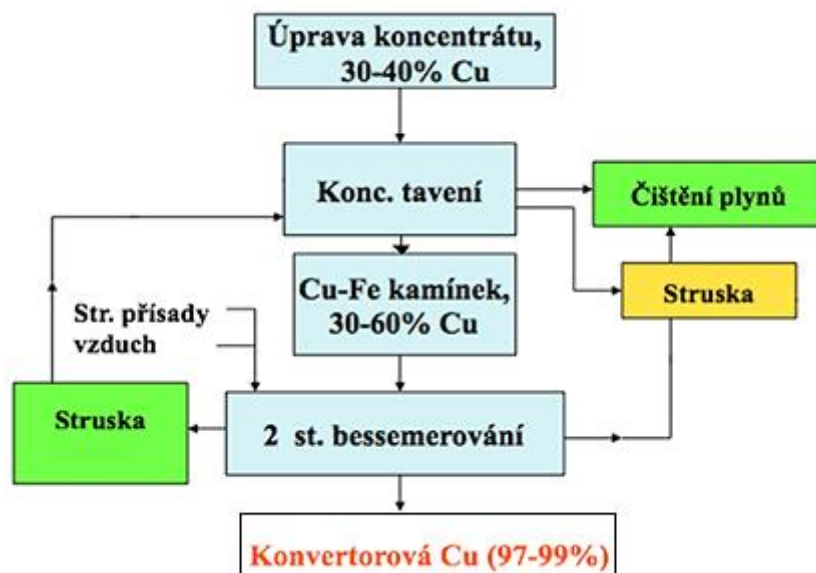 Úprava koncentrátu,
30-40% Cu
Konc. tavení
Čištění plynů
Cu-Fe kamínek,
30-60% Cu
Struska
Str. přísady
vzduch
Struska
2 st. bessemerování
Konvertorová Cu (97-99%)